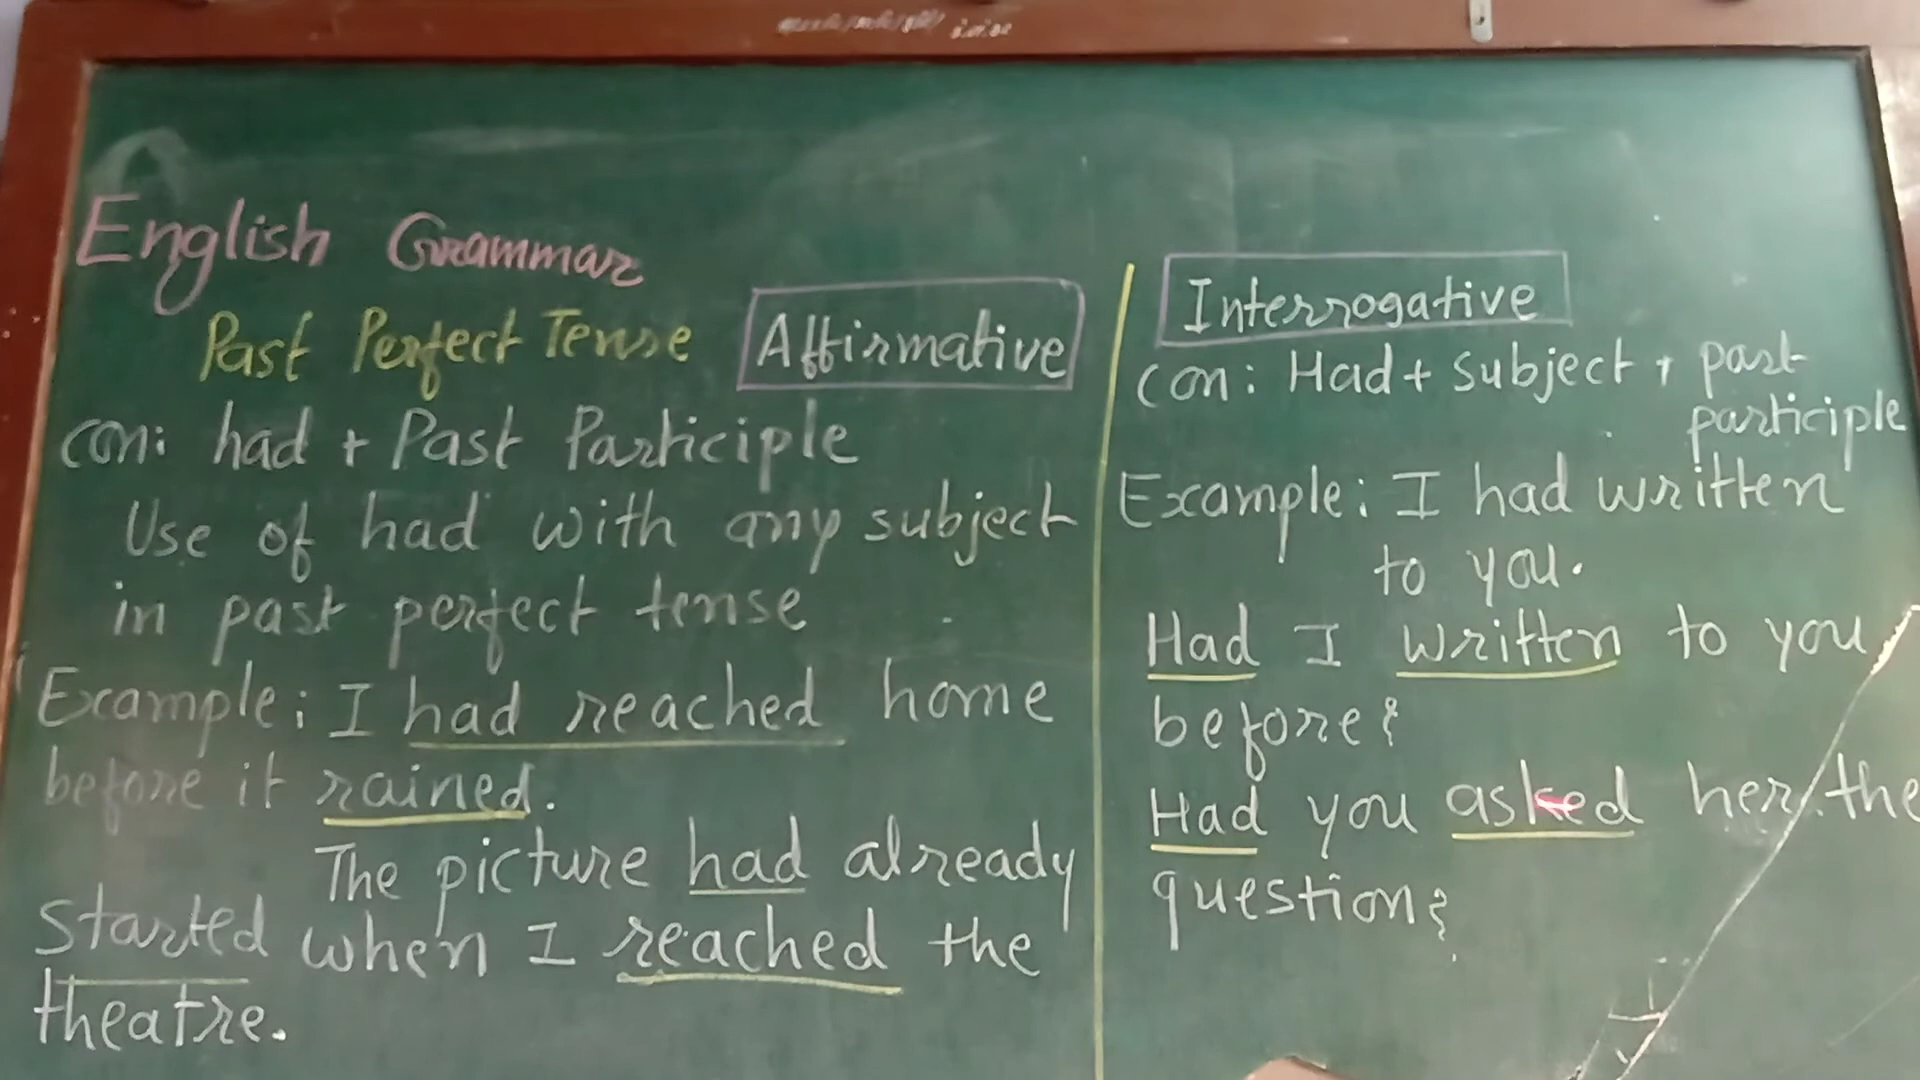 English Grammar
Past Perfect Tense
Affirmative
con: had + Past Participle
Use of had with any subject
in past perfect tense
Example: I had reached home
before it rained.
The picture had already
Started when I reached the
theatre.
Interrogative
con: Had + subject + past
participle
Example: I had written
to you.
Had I written to you
before?
Had you asked her the
question?